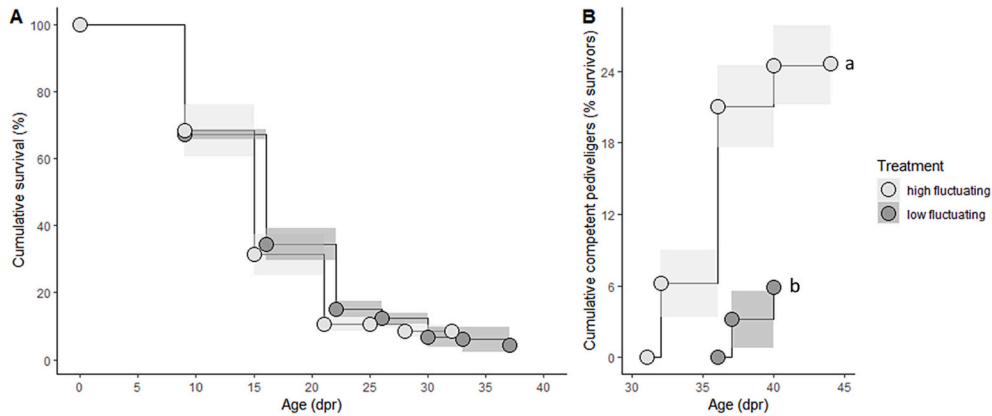 A
Cumulative survival (%)
100
80
60
40
20
0
0 5 10 15 20 25 30 35 40
Age (dpr)
B
Cumulative competent pediveligers (% survivors)
24
18
12
6
0
30 35 40 45
Age (dpr)
a
b
Treatment
high fluctuating
low fluctuating